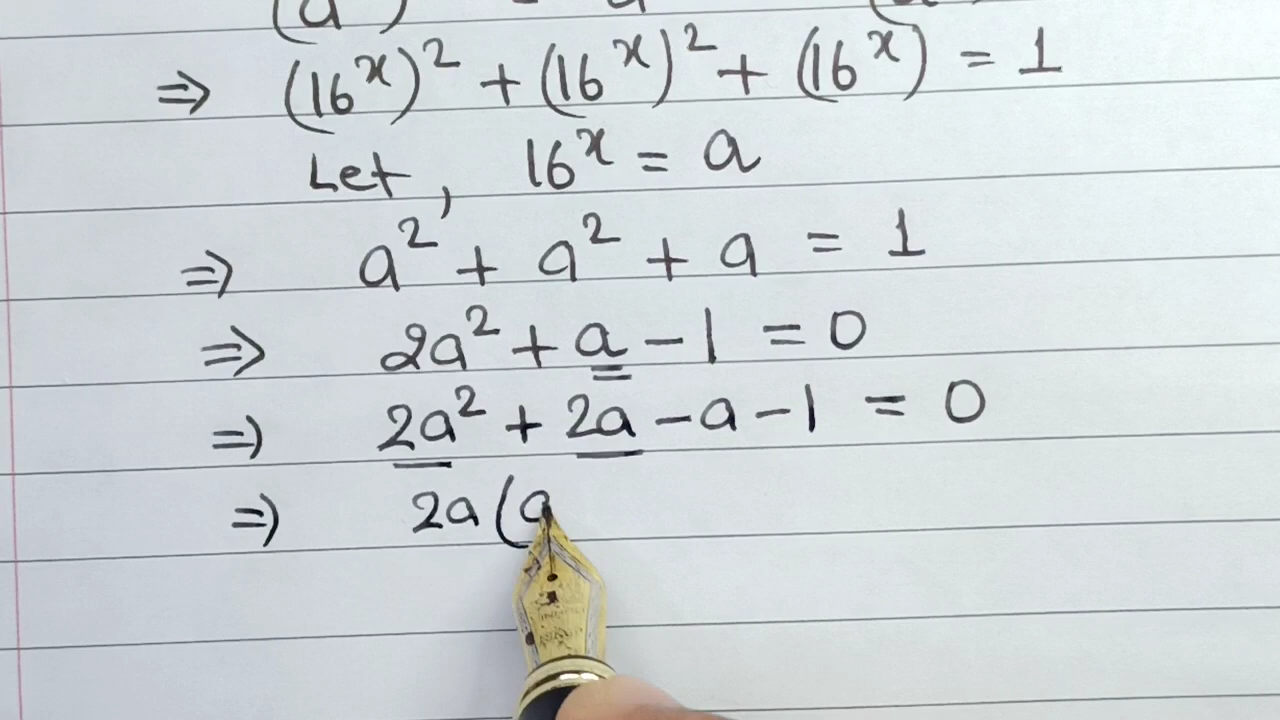 ⇒ (16^x)^2 + (16^x)^2 + (16^x) = 1
Let, 16^x = a
⇒ a^2 + a^2 + a = 1
⇒ 2a^2 + a - 1 = 0
⇒ 2a^2 + 2a - a - 1 = 0
⇒ 2a(a